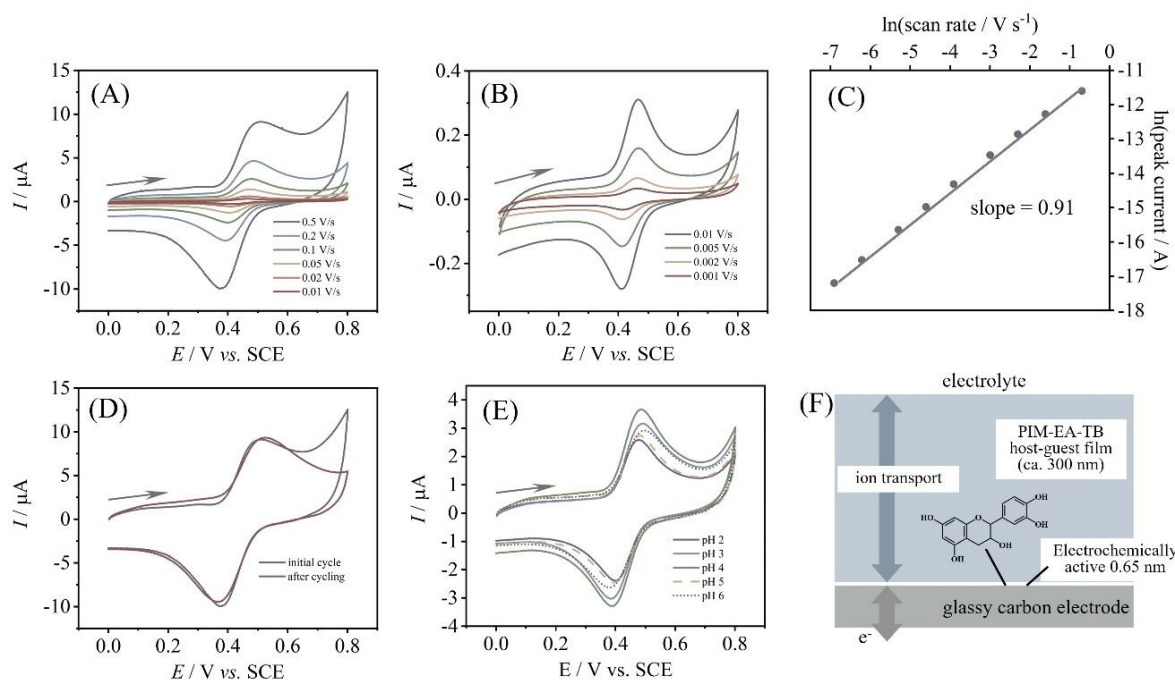 (A)
15
10
5
0
-5
-10
I / µA
0.5 V/s
0.2 V/s
0.1 V/s
0.05 V/s
0.02 V/s
0.01 V/s
0.0 0.2 0.4 0.6 0.8
E / V vs. SCE
(B)
0.4
0.2
0.0
-0.2
I / µA
0.01 V/s
0.005 V/s
0.002 V/s
0.001 V/s
0.0 0.2 0.4 0.6 0.8
E / V vs. SCE
ln(scan rate / V s⁻¹)
-7 -6 -5 -4 -3 -2 -1 0
(C)
-11
-12
-13
-14
-15
-16
-17
-18
ln(peak current / A)
slope = 0.91
(D)
15
10
5
0
-5
-10
I / µA
initial cycle
after cycling
0.0 0.2 0.4 0.6 0.8
E / V vs. SCE
(E)
4
3
2
1
0
-1
-2
-3
-4
I / µA
pH 2
pH 3
pH 4
pH 5
pH 6
0.0 0.2 0.4 0.6 0.8
E / V vs. SCE
(F)
electrolyte
PIM-EA-TB
host-guest film
(ca. 300 nm)
ion transport
OH
OH
HO
O
OH
OH
Electrochemically
active 0.65 nm
glassy carbon electrode
e⁻